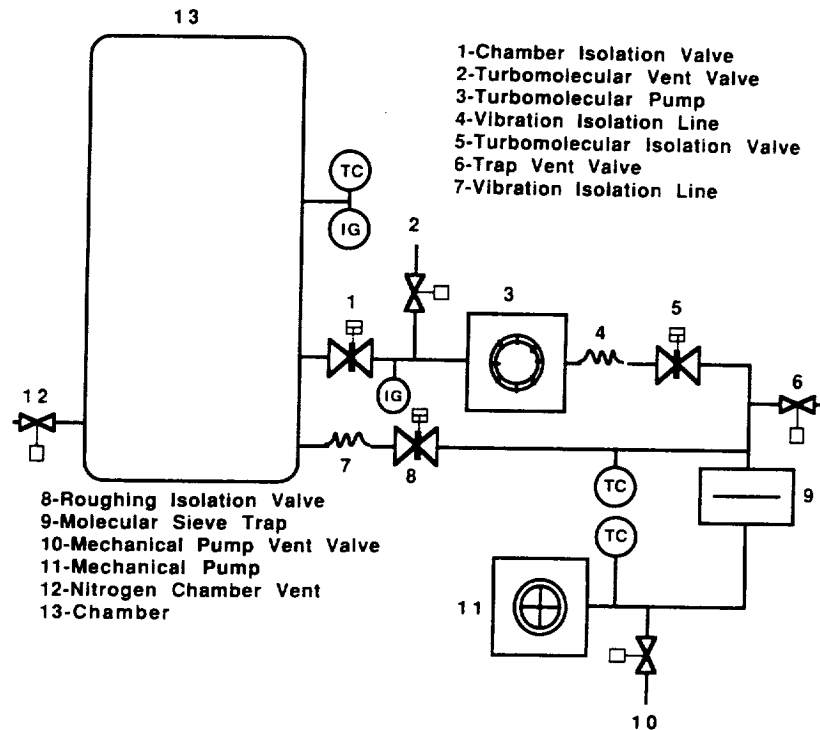 13
1-Chamber Isolation Valve
2-Turbomolecular Vent Valve
3-Turbomolecular Pump
4-Vibration Isolation Line
5-Turbomolecular Isolation Valve
6-Trap Vent Valve
7-Vibration Isolation Line
TC
IG
2
1
3
4
5
6
IG
12
7
8
TC
9
8-Roughing Isolation Valve
9-Molecular Sieve Trap
10-Mechanical Pump Vent Valve
11-Mechanical Pump
12-Nitrogen Chamber Vent
13-Chamber
TC
11
10